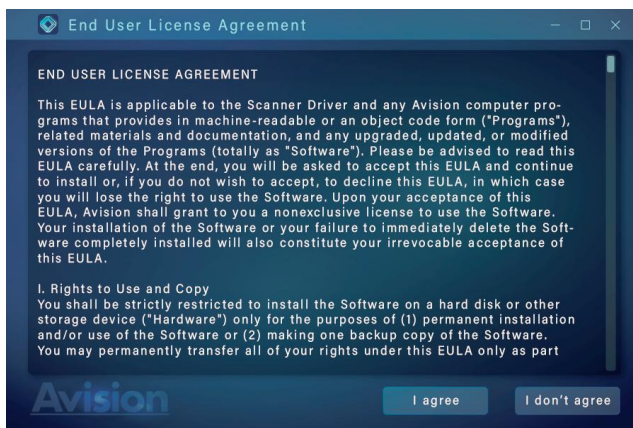 End User License Agreement
END USER LICENSE AGREEMENT
This EULA is applicable to the Scanner Driver and any Avision computer pro-
grams that provides in machine-readable or an object code form ("Programs"),
related materials and documentation, and any upgraded, updated, or modified
versions of the Programs (totally as "Software"). Please be advised to read this
EULA carefully. At the end, you will be asked to accept this EULA and continue
to install or, if you do not wish to accept, to decline this EULA, in which case
you will lose the right to use the Software. Upon your acceptance of this
EULA, Avision shall grant to you a nonexclusive license to use the Software.
Your installation of the Software or your failure to immediately delete the Soft-
ware completely installed will also constitute your irrevocable acceptance of
this EULA.
I. Rights to Use and Copy
You shall be strictly restricted to install the Software on a hard disk or other
storage device ("Hardware") only for the purposes of (1) permanent installation
and/or use of the Software or (2) making one backup copy of the Software.
You may permanently transfer all of your rights under this EULA only as part
Avision
I agree
I don't agree